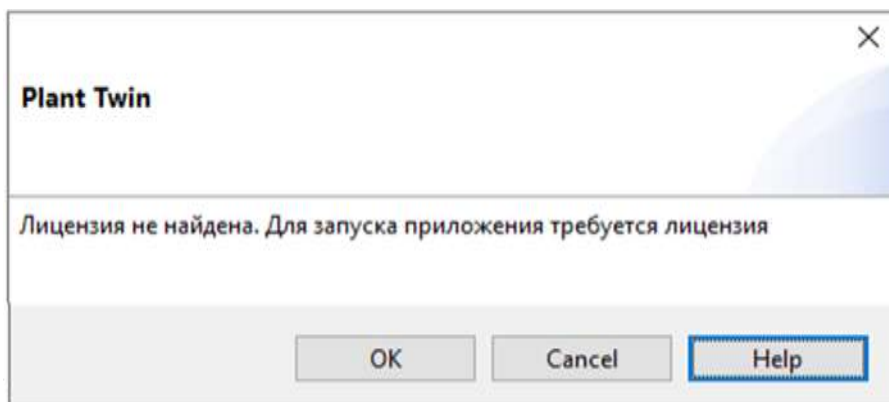 Plant Twin
Лицензия не найдена. Для запуска приложения требуется лицензия
OK
Cancel
Help